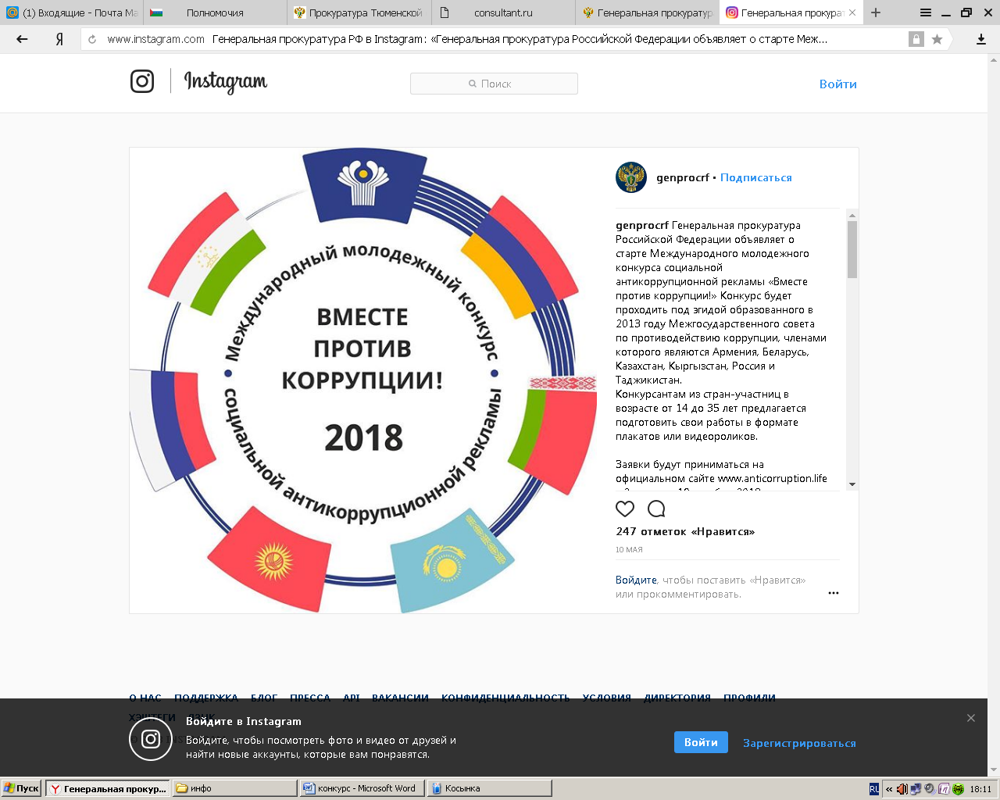 (1) Входящие - Почта Ма
Полномочия
Прокуратура Тюменской
consultant.ru
Генеральная прокуратура
Генеральная прокурат
www.instagram.com Генеральная прокуратура РФ в Instagram: «Генеральная прокуратура Российской Федерации объявляет о старте Меж...
Instagram
Поиск
Войти
Международный молодежный конкурс
ВМЕСТЕ
ПРОТИВ
КОРРУПЦИИ!
2018
социальной антикоррупционной рекламы
genprocrf • Подписаться
genprocrf Генеральная прокуратура
Российской Федерации объявляет о
старте Международного молодежного
конкурса социальной
антикоррупционной рекламы «Вместе
против коррупции!» Конкурс будет
проходить под эгидой образованного в
2013 году Межгосударственного совета
по противодействию коррупции, членами
которого являются Армения, Беларусь,
Казахстан, Кыргызстан, Россия и
Таджикистан.
Конкурсантам из стран-участниц в
возрасте от 14 до 35 лет предлагается
подготовить свои работы в формате
плакатов или видеороликов.
Заявки будут приниматься на
официальном сайте www.anticorruption.life
247 отметок «Нравится»
10 МАЯ
Войдите, чтобы поставить «Нравится»
или прокомментировать.
О НАС ПОДДЕРЖКА БЛОГ ПРЕССА API ВАКАНСИИ КОНФИДЕНЦИАЛЬНОСТЬ УСЛОВИЯ ДИРЕКТОРИЯ ПРОФИЛИ
ХЭШТЕГИ ЯЗЫК
Войдите в Instagram
Войдите, чтобы посмотреть фото и видео от друзей и
найти новые аккаунты, которые вам понравятся.
Войти
Зарегистрироваться
Пуск
Генеральная прокур...
инфо
конкурс - Microsoft Word
Косынка
RU
18:11